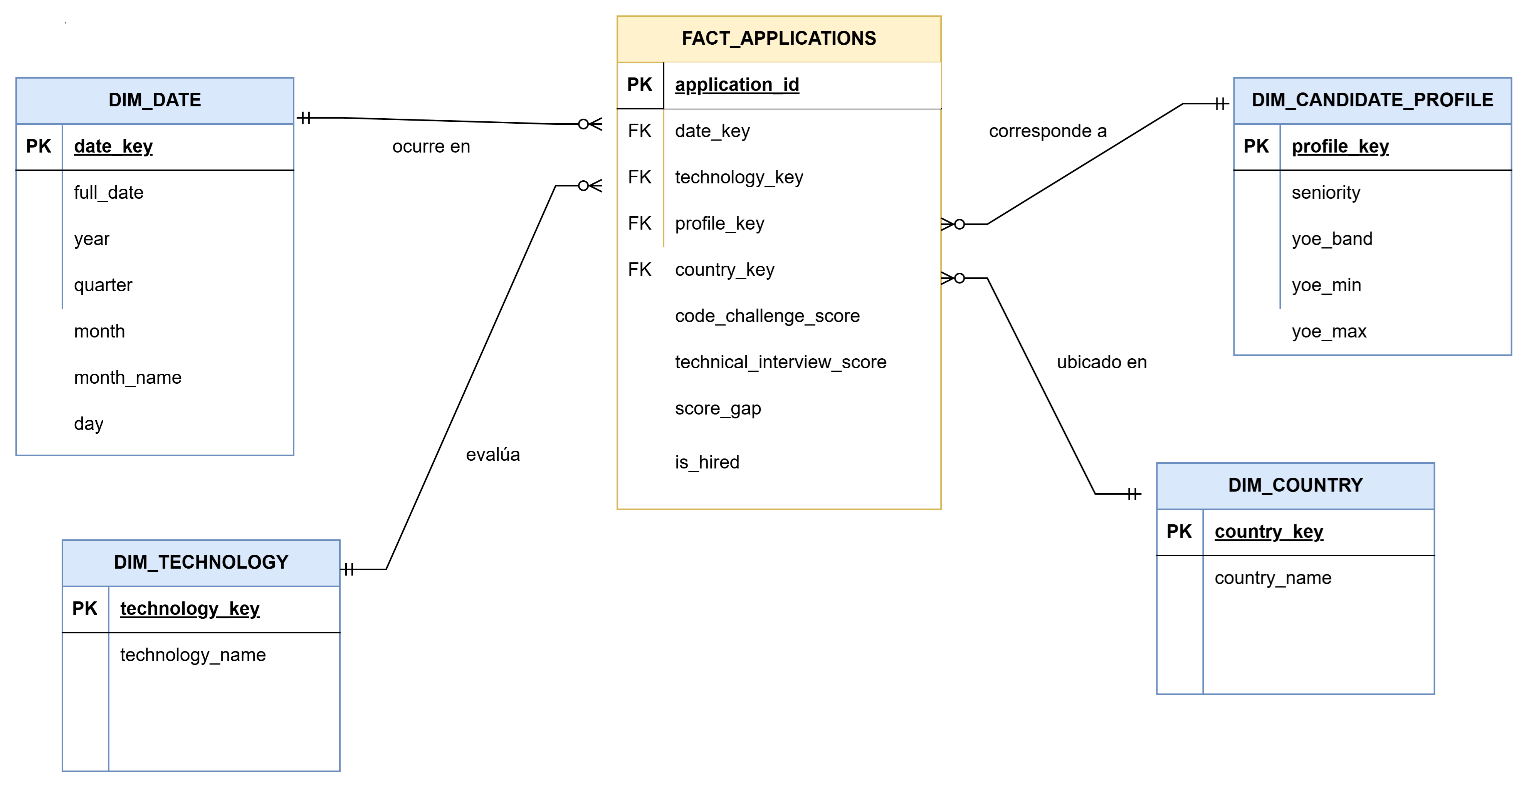 DIM_DATE
PK date_key
full_date
year
quarter
month
month_name
day
ocurre en
evalúa
DIM_TECHNOLOGY
PK technology_key
technology_name
FACT_APPLICATIONS
PK application_id
FK date_key
FK technology_key
FK profile_key
FK country_key
code_challenge_score
technical_interview_score
score_gap
is_hired
corresponde a
ubicado en
DIM_CANDIDATE_PROFILE
PK profile_key
seniority
yoe_band
yoe_min
yoe_max
DIM_COUNTRY
PK country_key
country_name